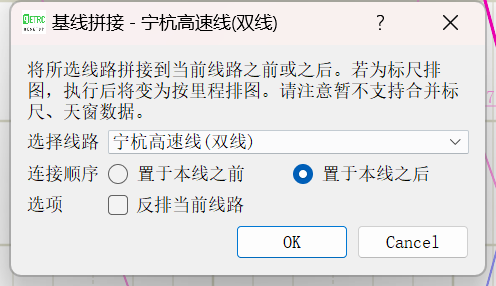 基线拼接 - 宁杭高速线(双线)
?
将所选线路拼接到当前线路之前或之后。若为标尺排
图，执行后将变为按里程排图。请注意暂不支持合并标
尺、天窗数据。
选择线路 宁杭高速线(双线)
连接顺序 置于本线之前 置于本线之后
选项 反排当前线路
OK Cancel